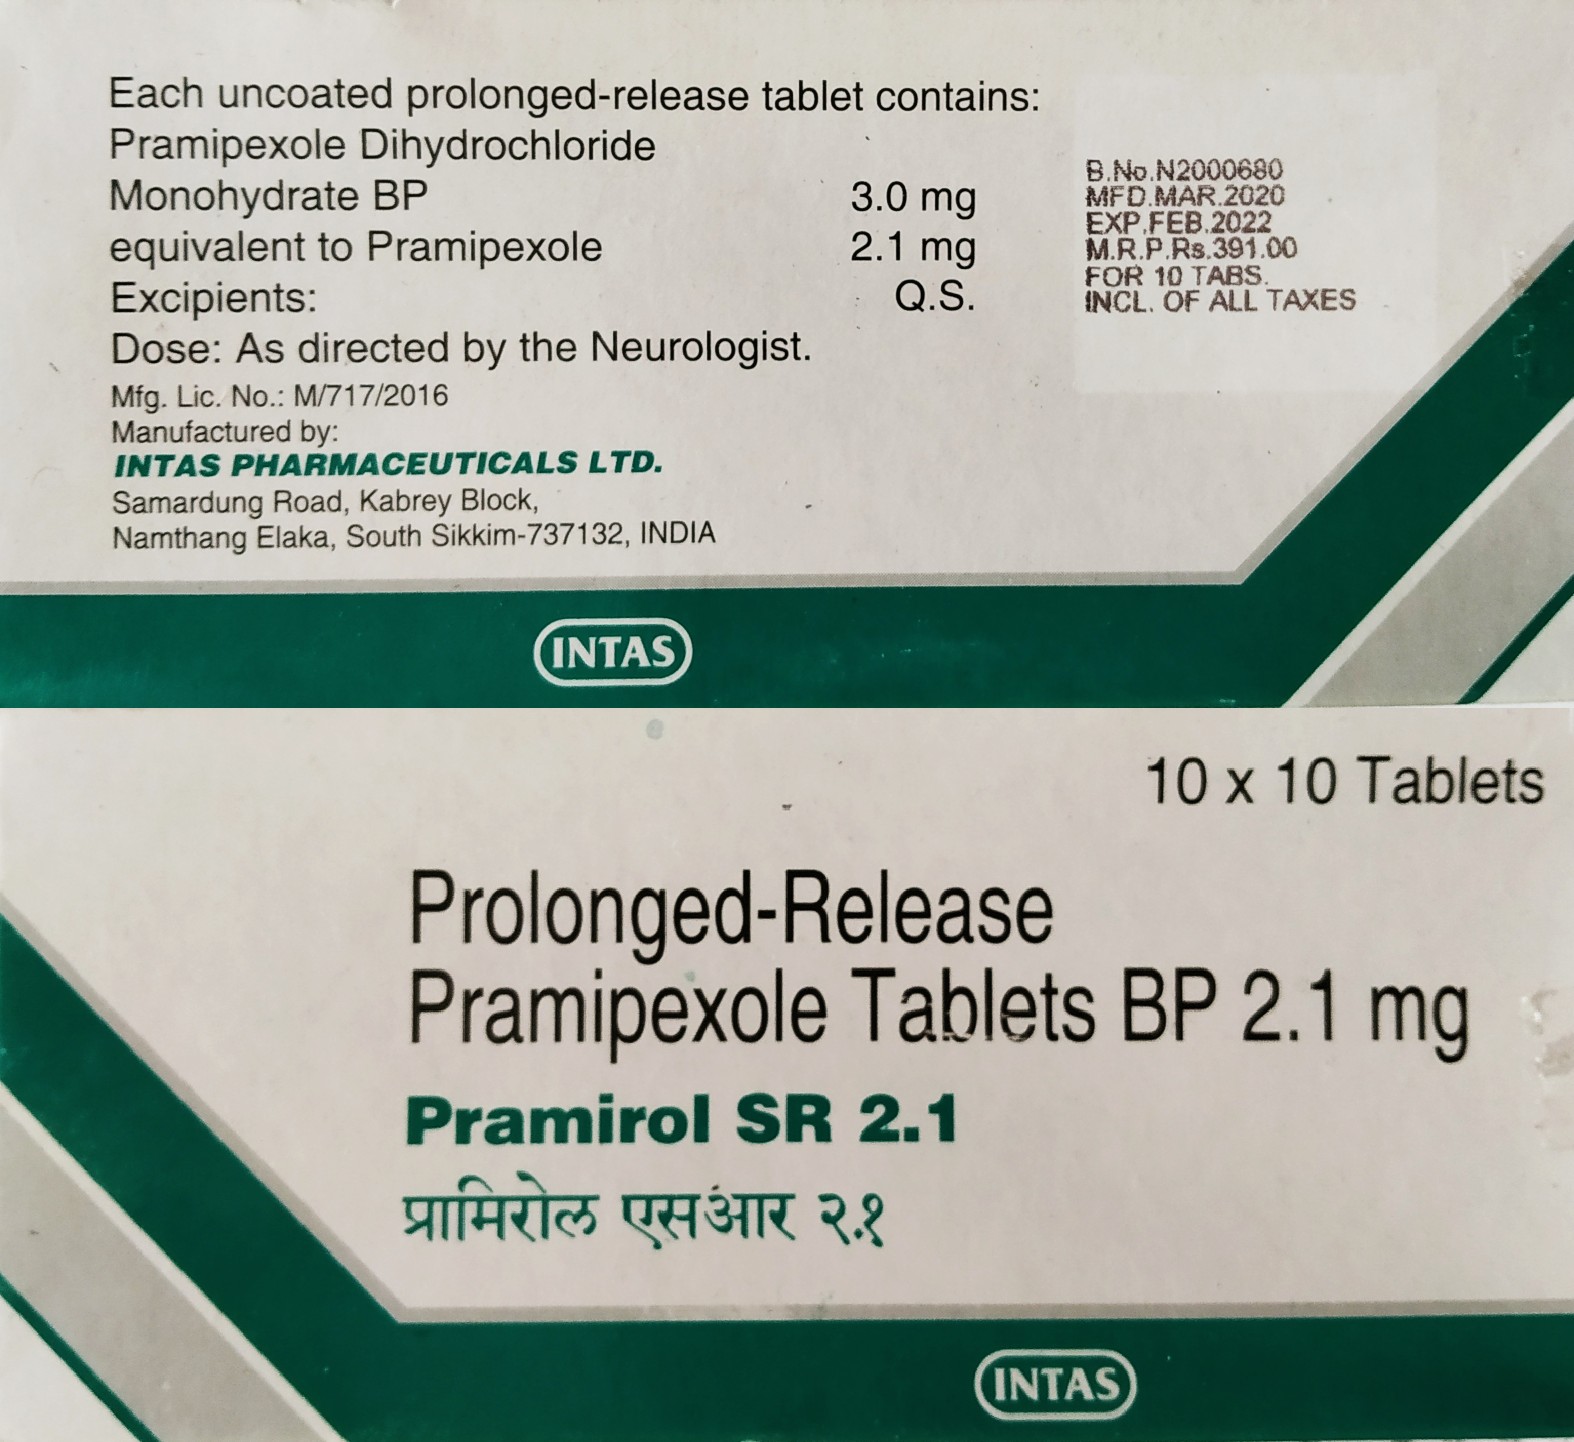 Each uncoated prolonged-release tablet contains:
Pramipexole Dihydrochloride
Monohydrate BP 3.0 mg
equivalent to Pramipexole 2.1 mg
Excipients: Q.S.
Dose: As directed by the Neurologist.
Mfg. Lic. No.: M/717/2016
Manufactured by:
INTAS PHARMACEUTICALS LTD.
Samardung Road, Kabrey Block,
Namthang Elaka, South Sikkim-737132, INDIA
B.No.N2000680
MFD.MAR.2020
EXP.FEB.2022
M.R.P.Rs.391.00
FOR 10 TABS.
INCL. OF ALL TAXES
INTAS
10 x 10 Tablets
Prolonged-Release
Pramipexole Tablets BP 2.1 mg
Pramirol SR 2.1
प्रामिरोल एसआर २.१
INTAS